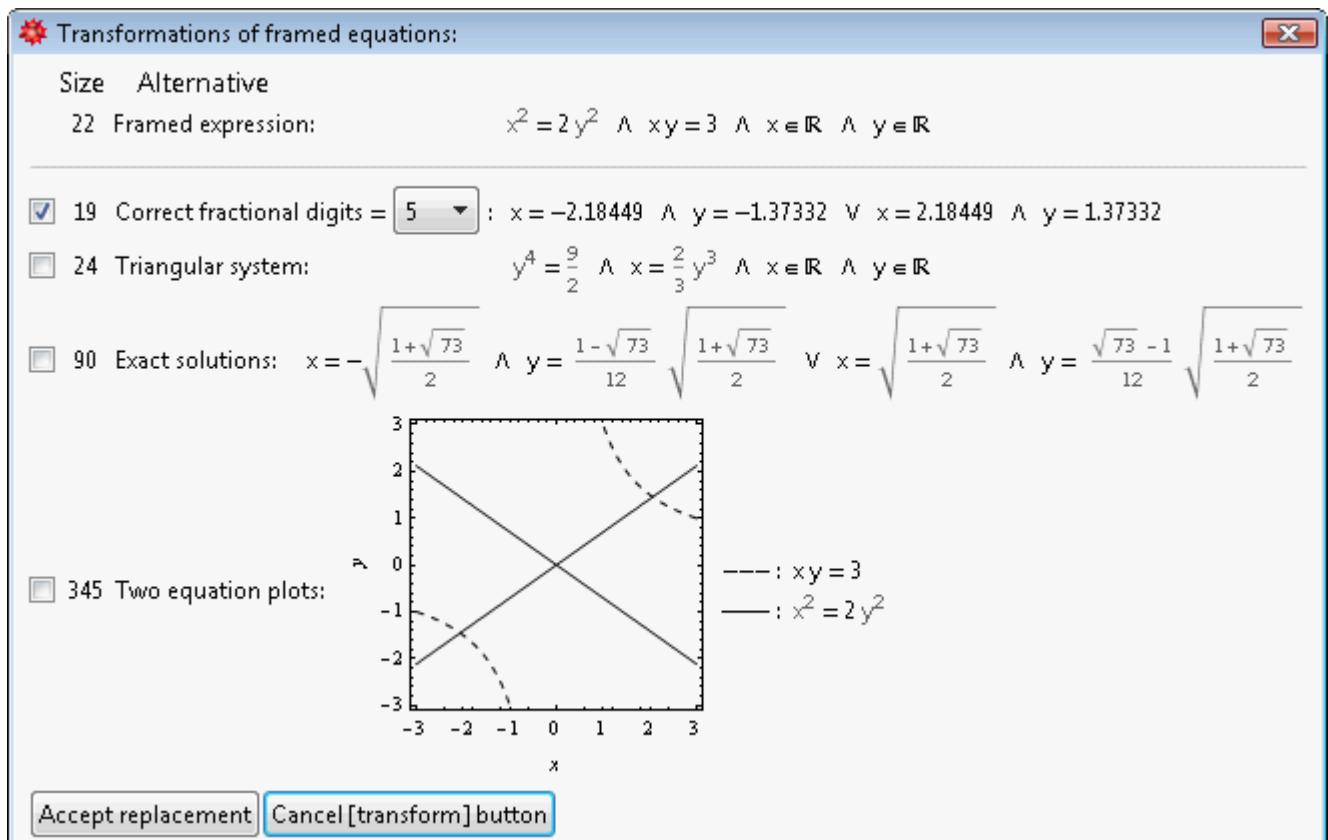 Transformations of framed equations:
Size Alternative
22 Framed expression: x² = 2 y² ∧ x y = 3 ∧ x ∈ ℝ ∧ y ∈ ℝ
19 Correct fractional digits = 5 : x = −2.18449 ∧ y = −1.37332 ∨ x = 2.18449 ∧ y = 1.37332
24 Triangular system: y⁴ = 9/2 ∧ x = 2/3 y³ ∧ x ∈ ℝ ∧ y ∈ ℝ
90 Exact solutions: x = −√((1+√73)/2) ∧ y = (1−√73)/12 √((1+√73)/2) ∨ x = √((1+√73)/2) ∧ y = (√73 −1)/12 √((1+√73)/2)
345 Two equation plots:
3
2
1
0
−1
−2
−3
y
−3 −2 −1 0 1 2 3
x
: x y = 3
: x² = 2 y²
Accept replacement Cancel [transform] button